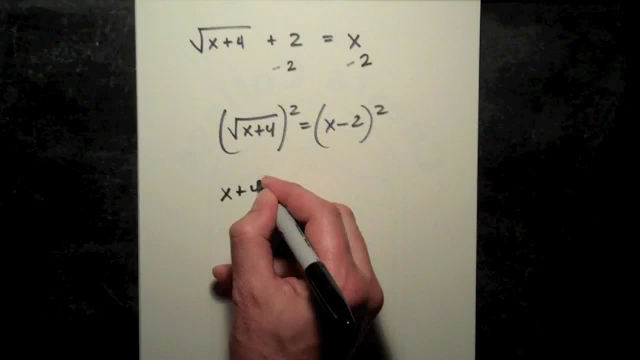 √x+4 + 2 = x
-2 -2
(√x+4)² = (x-2)²
x+4